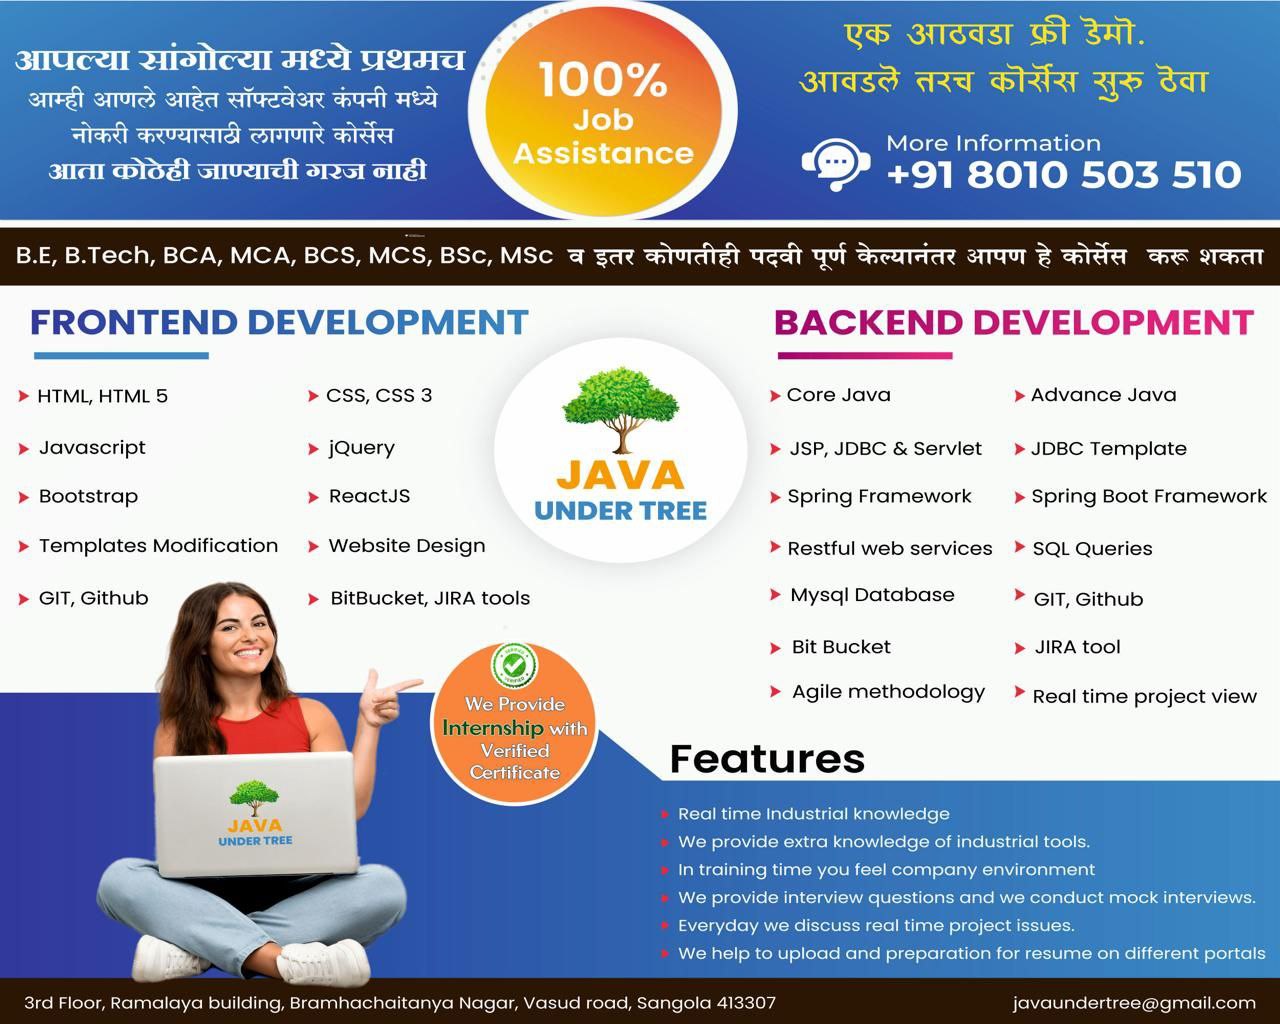 आपल्या सांगोल्या मध्ये प्रथमच
आम्ही आणले आहेत सॉफ्टवेअर कंपनी मध्ये
नोकरी करण्यासाठी लागणारे कोर्सेस
आता कोठेही जाण्याची गरज नाही
100%
Job
Assistance
एक आठवडा फ्री डेमो.
आवडले तरच कोर्सेस सुरु ठेवा
More Information
+91 8010 503 510
B.E, B.Tech, BCA, MCA, BCS, MCS, BSc, MSc व इतर कोणतीही पदवी पूर्ण केल्यानंतर आपण हे कोर्सेस करू शकता
FRONTEND DEVELOPMENT
HTML, HTML 5
CSS, CSS 3
Javascript
jQuery
Bootstrap
ReactJS
Templates Modification
Website Design
GIT, Github
BitBucket, JIRA tools
JAVA
UNDER TREE
BACKEND DEVELOPMENT
Core Java
Advance Java
JSP, JDBC & Servlet
JDBC Template
Spring Framework
Spring Boot Framework
Restful web services
SQL Queries
Mysql Database
GIT, Github
Bit Bucket
JIRA tool
Agile methodology
Real time project view
We Provide
Internship with
Verified
Certificate
JAVA
UNDER TREE
Features
Real time Industrial knowledge
We provide extra knowledge of industrial tools.
In training time you feel company environment
We provide interview questions and we conduct mock interviews.
Everyday we discuss real time project issues.
We help to upload and preparation for resume on different portals
3rd Floor, Ramalaya building, Bramhachaitanya Nagar, Vasud road, Sangola 413307
javaundertree@gmail.com